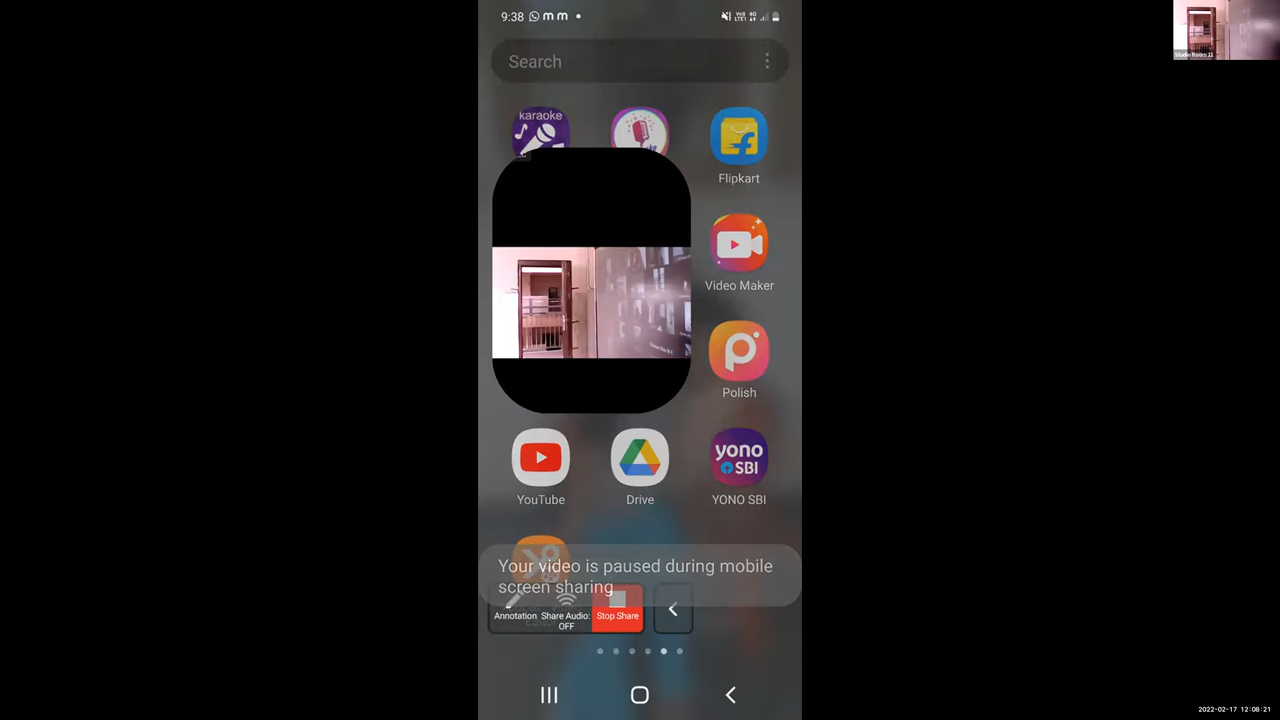 9:38
Search
karaoke
Flipkart
Video Maker
Polish
yono
SBI
YouTube
Drive
YONO SBI
Your video is paused during mobile
screen sharing
Annotation
Share Audio:
OFF
Stop Share
2022-02-17 12:08:21